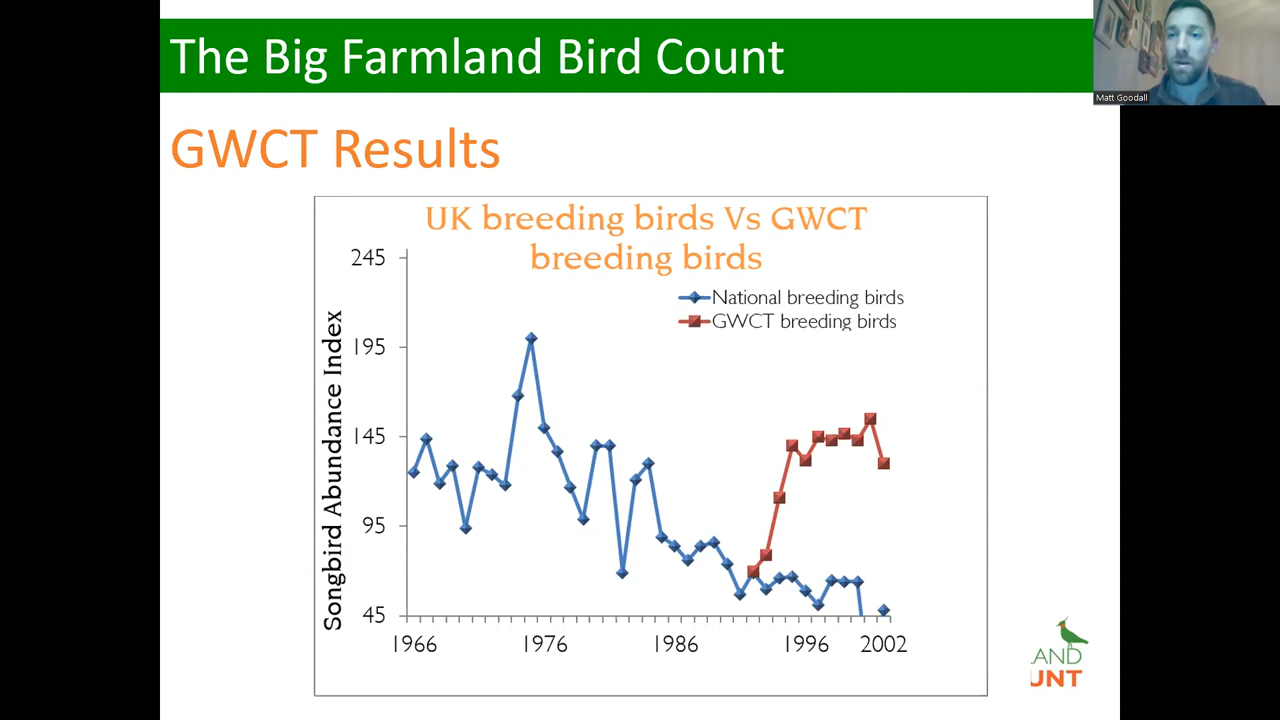 The Big Farmland Bird Count
Matt Goodall
GWCT Results
UK breeding birds Vs GWCT
breeding birds
245
National breeding birds
GWCT breeding birds
Songbird Abundance Index
195
145
95
45
1966
1976
1986
1996
2002
AND
UNT